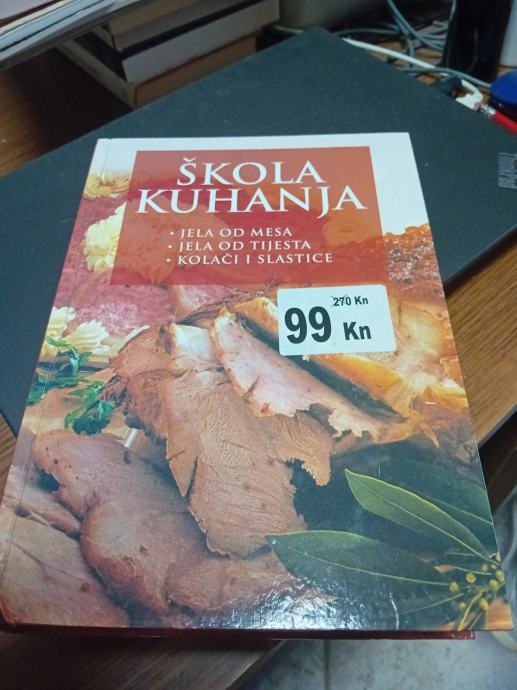 ŠKOLA
KUHANJA
• JELA OD MESA
• JELA OD TIJESTA
• KOLAČI I SLASTICE
270 Kn
99 Kn